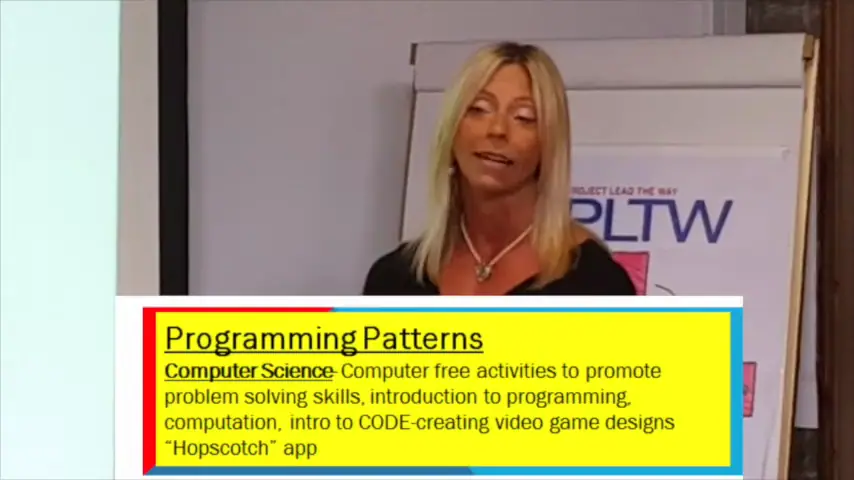 PROJECT LEAD THE WAY
PLTW
Programming Patterns
Computer Science- Computer free activities to promote
problem solving skills, introduction to programming,
computation, intro to CODE-creating video game designs
“Hopscotch” app